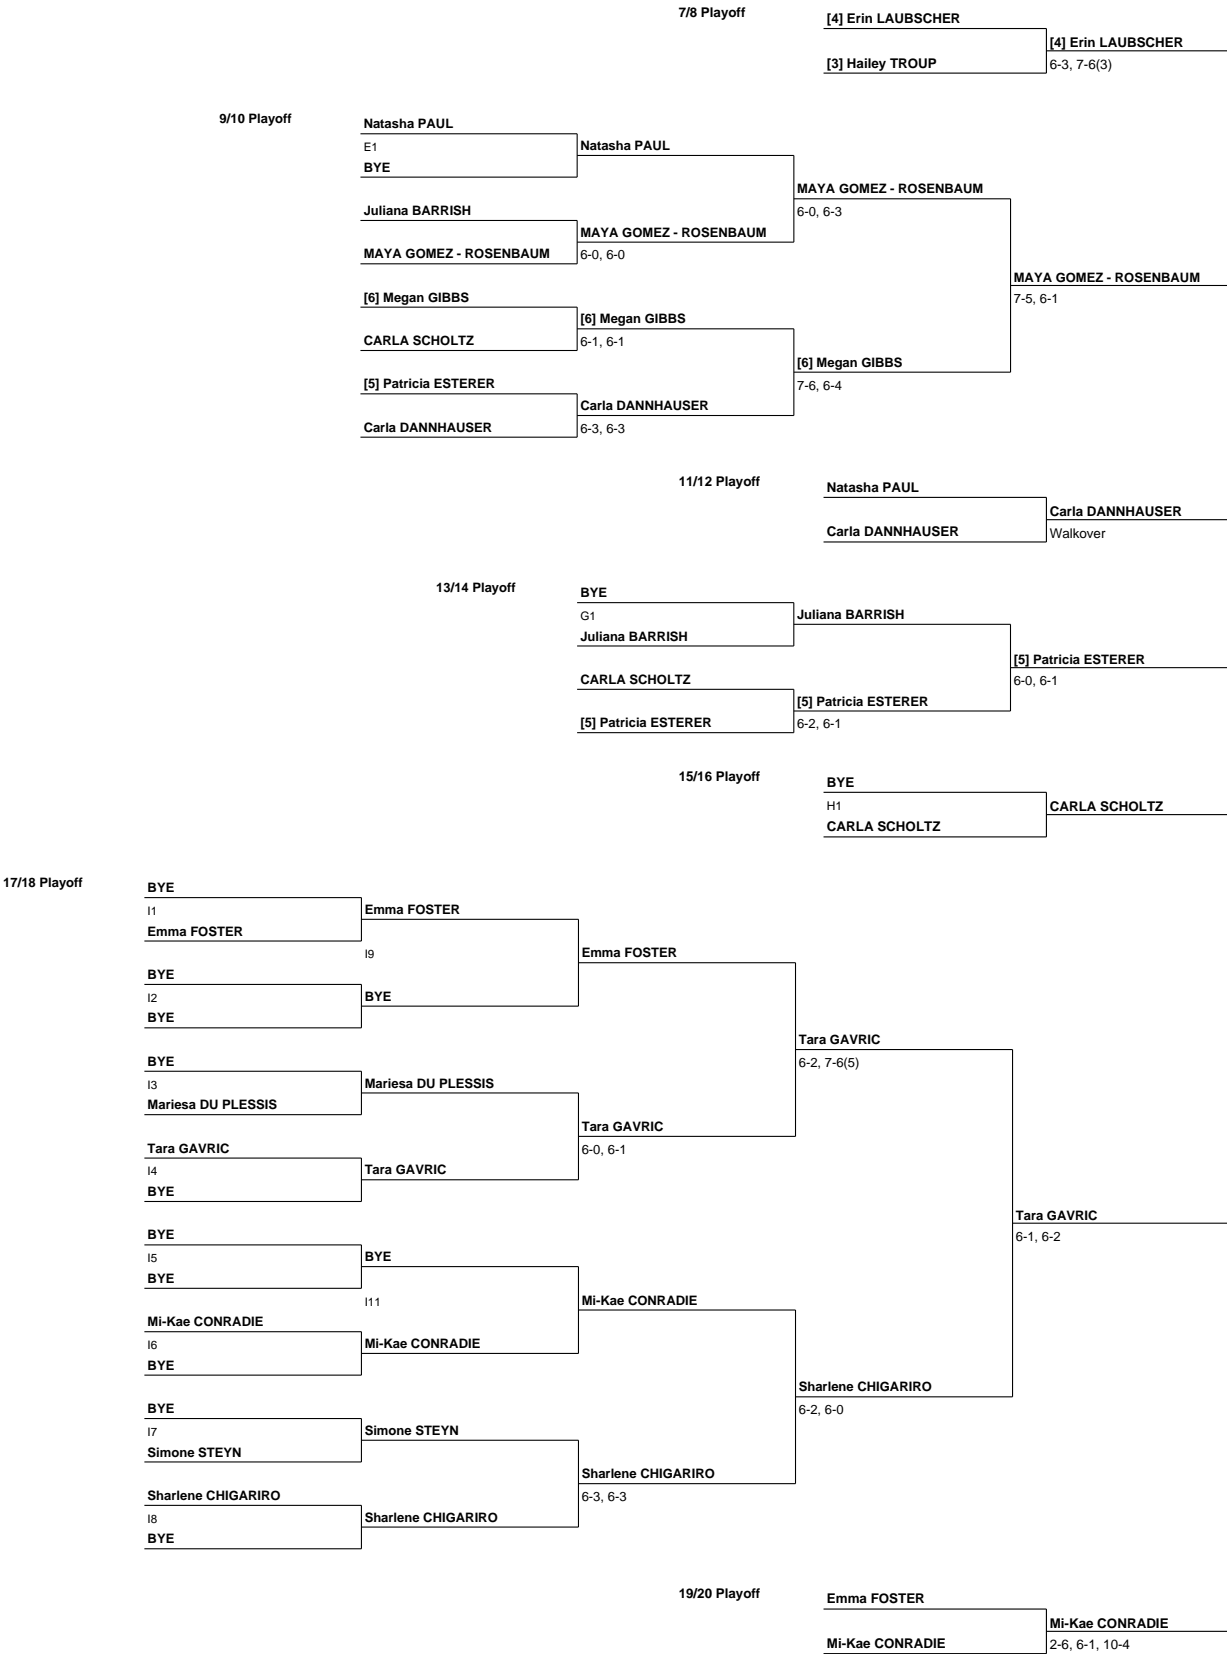 7/8 Playoff
[4] Erin LAUBSCHER
[4] Erin LAUBSCHER
[3] Hailey TROUP
6-3, 7-6(3)
9/10 Playoff
Natasha PAUL
E1
Natasha PAUL
BYE
MAYA GOMEZ - ROSENBAUM
Juliana BARRISH
6-0, 6-3
MAYA GOMEZ - ROSENBAUM
MAYA GOMEZ - ROSENBAUM
6-0, 6-0
MAYA GOMEZ - ROSENBAUM
[6] Megan GIBBS
7-5, 6-1
[6] Megan GIBBS
CARLA SCHOLTZ
6-1, 6-1
[6] Megan GIBBS
[5] Patricia ESTERER
7-6, 6-4
Carla DANNHAUSER
Carla DANNHAUSER
6-3, 6-3
11/12 Playoff
Natasha PAUL
Carla DANNHAUSER
Carla DANNHAUSER
Walkover
13/14 Playoff
BYE
G1
Juliana BARRISH
Juliana BARRISH
[5] Patricia ESTERER
CARLA SCHOLTZ
6-0, 6-1
[5] Patricia ESTERER
[5] Patricia ESTERER
6-2, 6-1
15/16 Playoff
BYE
H1
CARLA SCHOLTZ
CARLA SCHOLTZ
17/18 Playoff
BYE
I1
Emma FOSTER
Emma FOSTER
I9
Emma FOSTER
BYE
I2
BYE
BYE
Tara GAVRIC
BYE
6-2, 7-6(5)
I3
Mariesa DU PLESSIS
Mariesa DU PLESSIS
Tara GAVRIC
Tara GAVRIC
6-0, 6-1
I4
Tara GAVRIC
BYE
Tara GAVRIC
BYE
6-1, 6-2
I5
BYE
BYE
I11
Mi-Kae CONRADIE
Mi-Kae CONRADIE
I6
Mi-Kae CONRADIE
BYE
Sharlene CHIGARIRO
BYE
6-2, 6-0
I7
Simone STEYN
Simone STEYN
Sharlene CHIGARIRO
Sharlene CHIGARIRO
6-3, 6-3
I8
Sharlene CHIGARIRO
BYE
19/20 Playoff
Emma FOSTER
Mi-Kae CONRADIE
Mi-Kae CONRADIE
2-6, 6-1, 10-4